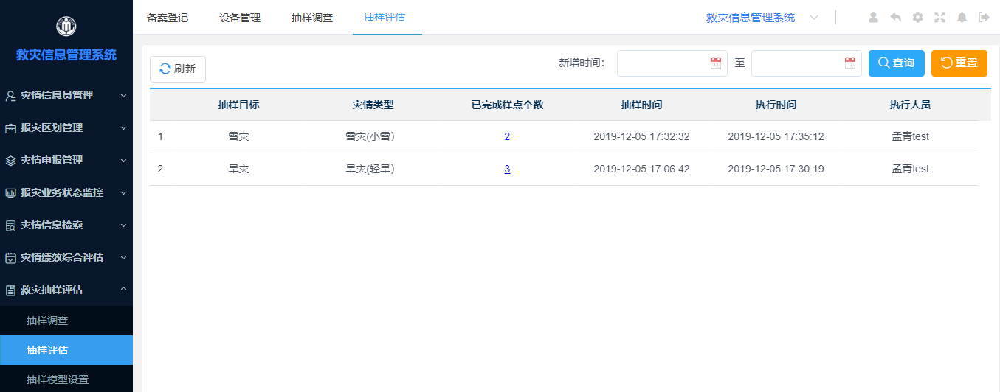 救灾信息管理系统
灾情信息员管理
报灾区划管理
灾情申报管理
报灾业务状态监控
灾情信息检索
灾情绩效综合评估
救灾抽样评估
抽样调查
抽样评估
抽样模型设置
备案登记 设备管理 抽样调查 抽样评估 救灾信息管理系统
刷新 新增时间： 至 查询 重置
抽样目标 灾情类型 已完成样点个数 抽样时间 执行时间 执行人员
1 雪灾 雪灾(小雪) 2 2019-12-05 17:32:32 2019-12-05 17:35:12 孟青test
2 旱灾 旱灾(轻旱) 3 2019-12-05 17:06:42 2019-12-05 17:30:19 孟青test